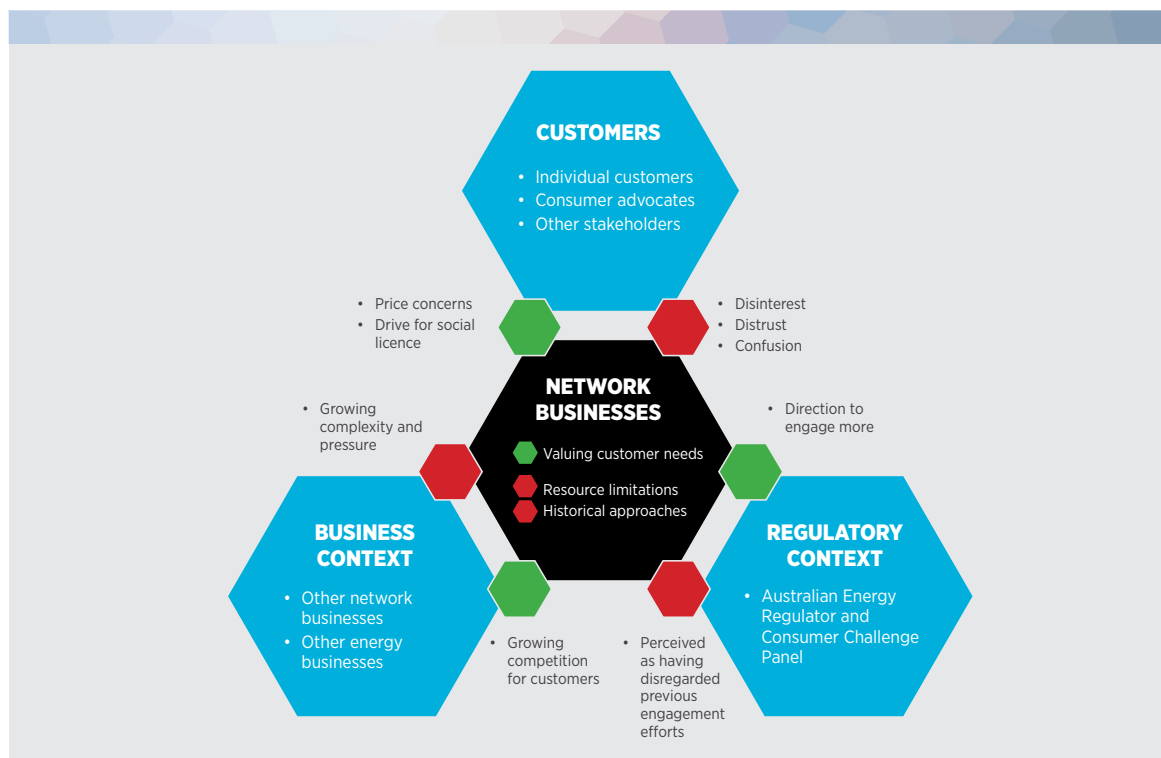 CUSTOMERS
• Individual customers
• Consumer advocates
• Other stakeholders
• Price concerns
• Drive for social
licence
• Disinterest
• Distrust
• Confusion
NETWORK
BUSINESSES
Valuing customer needs
Resource limitations
Historical approaches
• Growing
complexity and
pressure
• Direction to
engage more
BUSINESS
CONTEXT
• Other network
businesses
• Other energy
businesses
REGULATORY
CONTEXT
• Australian Energy
Regulator and
Consumer Challenge
Panel
• Growing
competition
for customers
• Perceived
as having
disregarded
previous
engagement
efforts